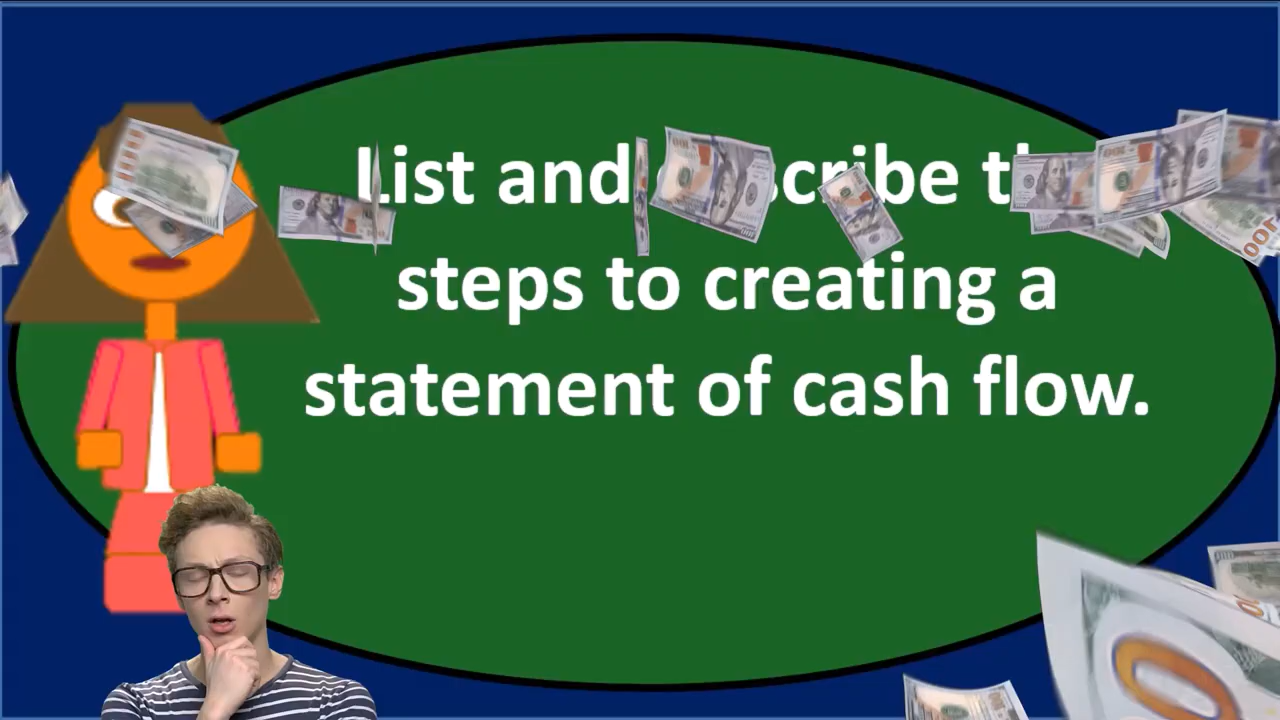 List and
steps to creating a
statement of cash flow.